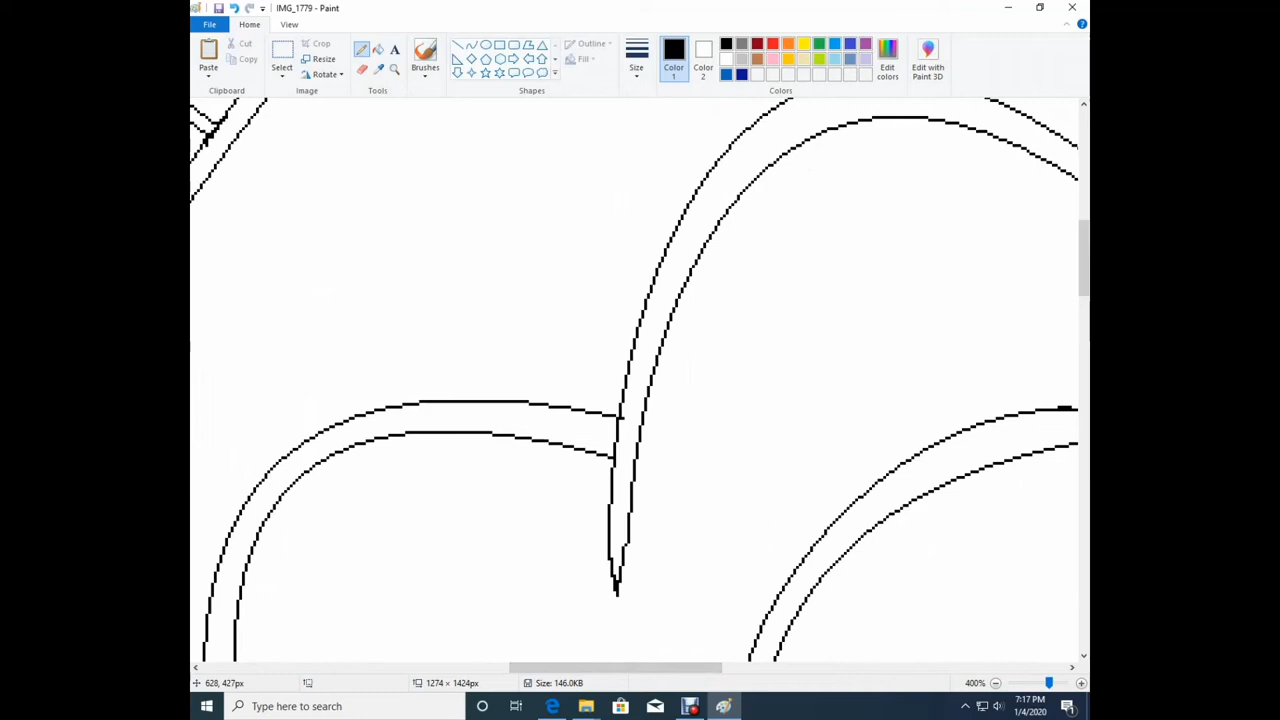 IMG_1779 - Paint
File
Home
View
Paste
Cut
Copy
Clipboard
Select
Crop
Resize
Rotate
Image
A
Tools
Brushes
Outline
Fill
Shapes
Size
Color 1
Color 2
Edit colors
Colors
Edit with Paint 3D
628, 427px
1274 × 1424px
Size: 146.0KB
400%
Type here to search
7:17 PM
1/4/2020
1